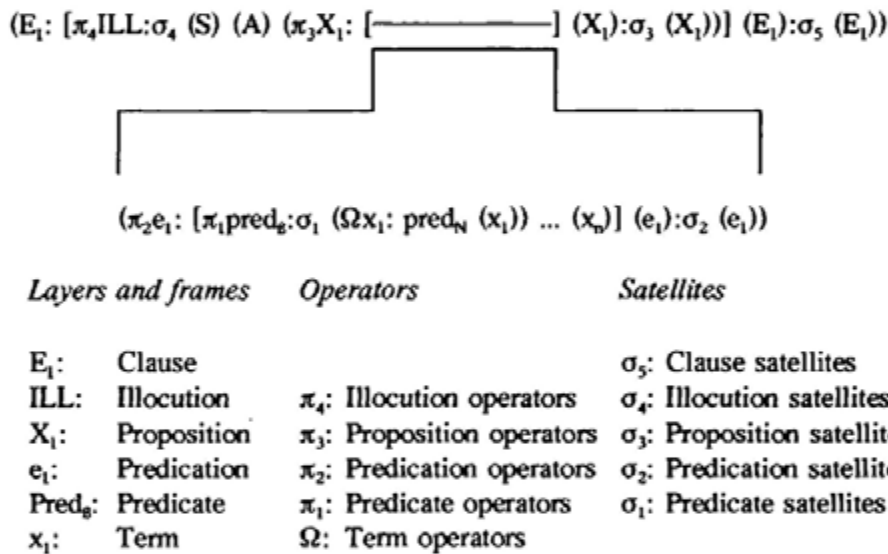 (E₁: [π₄ILL:σ₄ (S) (A) (π₃X₁: [———] (X₁):σ₃ (X₁))] (E₁):σ₅ (E₁))
(π₂e₁: [π₁predᵦ:σ₁ (Ωx₁: pred_N (x₁)) ... (xₙ)] (e₁):σ₂ (e₁))
Layers and frames Operators Satellites
E₁: Clause σ₅: Clause satellites
ILL: Illocution π₄: Illocution operators σ₄: Illocution satellites
X₁: Proposition π₃: Proposition operators σ₃: Proposition satellit
e₁: Predication π₂: Predication operators σ₂: Predication satellit
Predᵦ: Predicate π₁: Predicate operators σ₁: Predicate satellites
x₁: Term Ω: Term operators